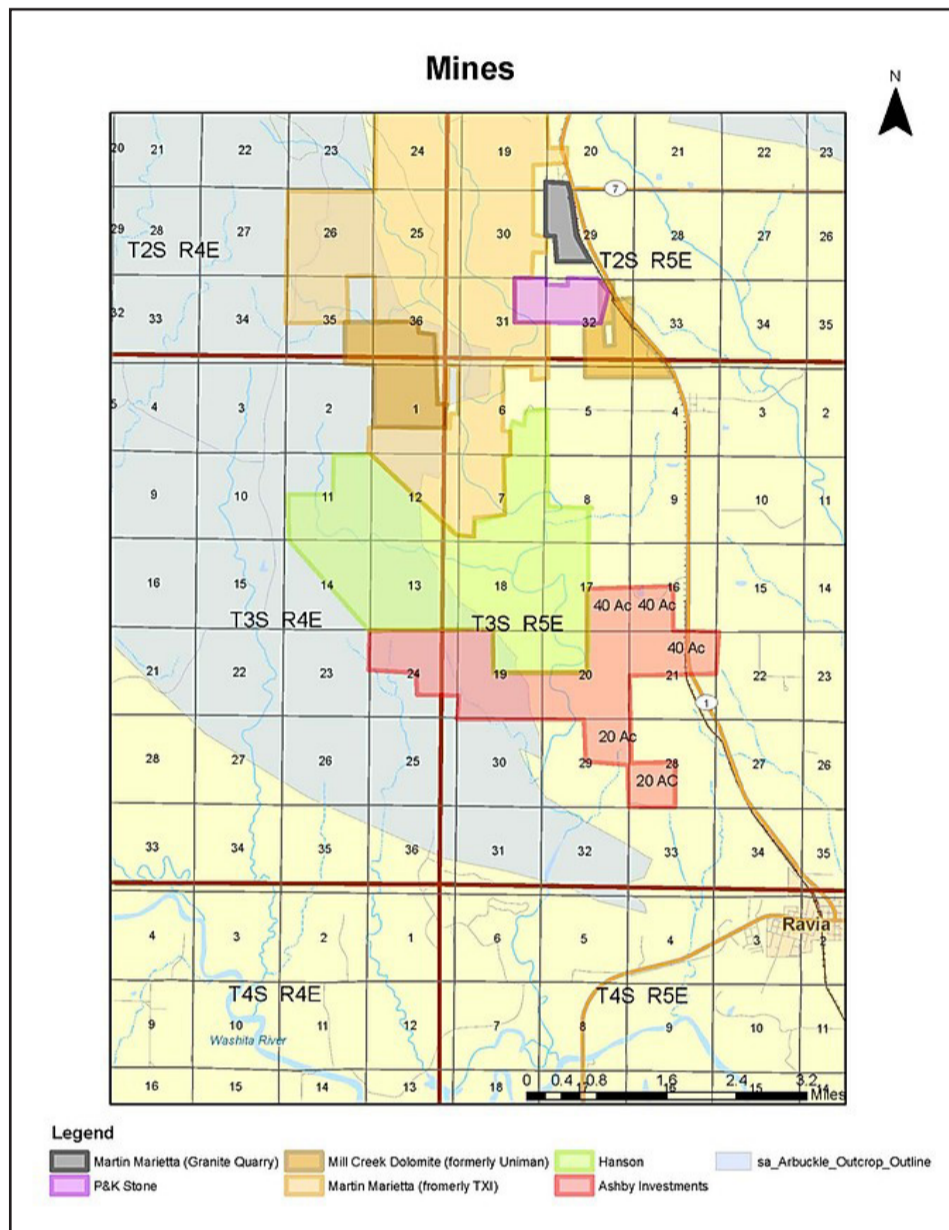 Mines
N
20 21 22 23 24 19 20 21 22 23
7
29 28 27 26 25 30 29 28 27 26
T2S R4E T2S R5E
32 33 34 35 36 31 32 33 34 35
5 4 3 2 1 6 5 4 3 2
9 10 11 12 7 8 9 10 11
16 15 14 13 18 17 16 15 14
40 Ac 40 Ac
T3S R4E T3S R5E
40 Ac
21 22 23 24 19 20 21 22 23
1
20 Ac
28 27 26 25 30 29 28 27 26
20 AC
33 34 35 36 31 32 33 34 35
Ravia
4 3 2 1 6 5 4 3 2
T4S R4E T4S R5E
9 10 11 12 7 8 9 10 11
Washita River
16 15 14 13 18 17 16 15 14
0 0.4 0.8 1.6 2.4 3.2
Miles
Legend
Martin Marietta (Granite Quarry) Mill Creek Dolomite (formerly Uniman) Hanson sa_Arbuckle_Outcrop_Outline
P&K Stone Martin Marietta (fromerly TXI) Ashby Investments